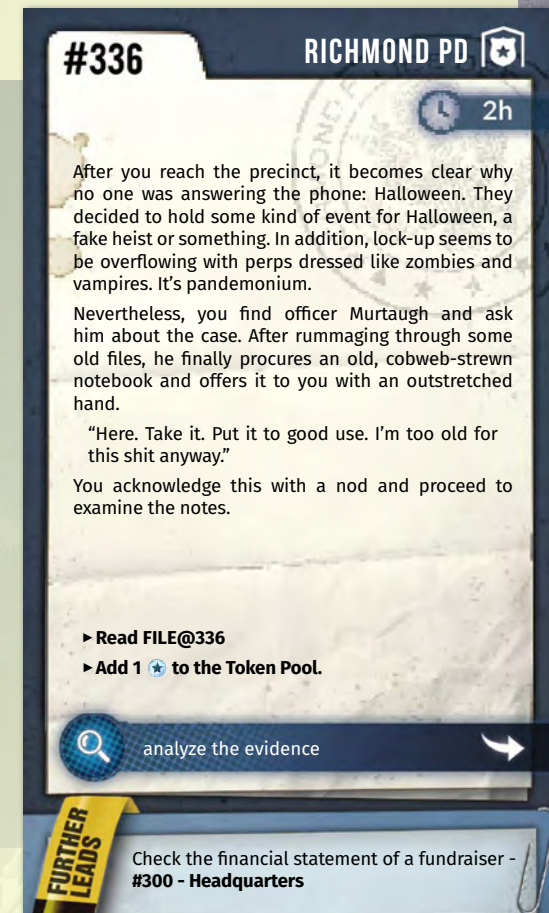 #336
RICHMOND PD
2h
After you reach the precinct, it becomes clear why
no one was answering the phone: Halloween. They
decided to hold some kind of event for Halloween, a
fake heist or something. In addition, lock-up seems to
be overflowing with perps dressed like zombies and
vampires. It's pandemonium.
Nevertheless, you find officer Murtaugh and ask
him about the case. After rummaging through some
old files, he finally procures an old, cobweb-strewn
notebook and offers it to you with an outstretched
hand.
"Here. Take it. Put it to good use. I'm too old for
this shit anyway."
You acknowledge this with a nod and proceed to
examine the notes.
▸ Read FILE@336
▸ Add 1 ★ to the Token Pool.
analyze the evidence
FURTHER
LEADS
Check the financial statement of a fundraiser -
#300 - Headquarters